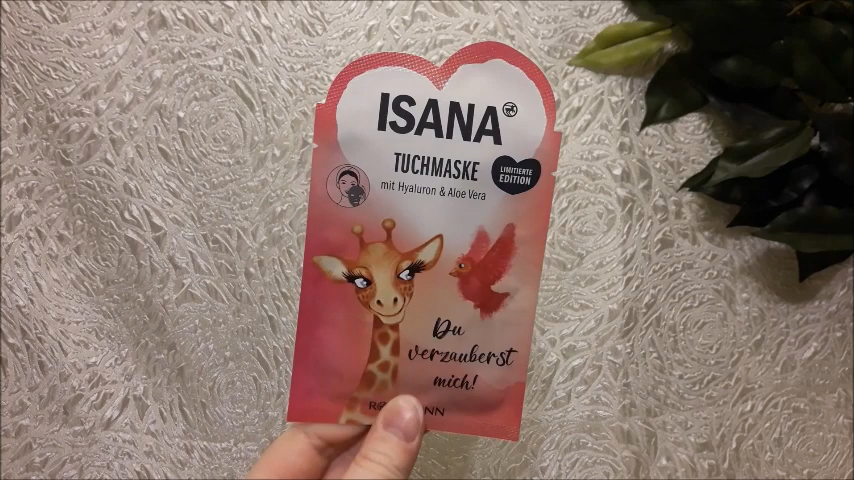 ISANA
TUCHMASKE
LIMITIERTE
EDITION
mit Hyaluron & Aloe Vera
Du
verzauberst
mich!